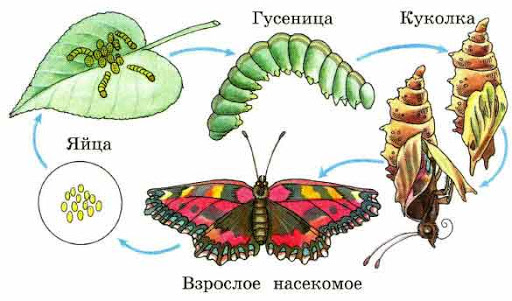 Гусеница
Куколка
Яйца
Взрослое насекомое